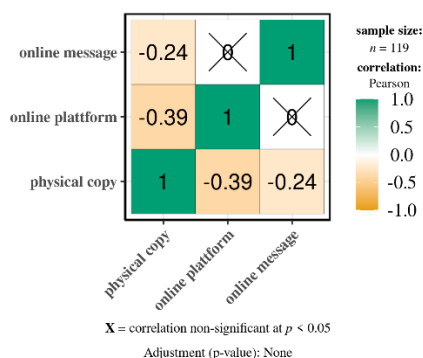 online message
-0.24
0
1
online plattform
-0.39
1
0
physical copy
1
-0.39
-0.24
physical copy
online plattform
online message
sample size:
n = 119
correlation:
Pearson
1.0
0.5
0.0
-0.5
-1.0
X = correlation non-significant at p < 0.05
Adjustment (p-value): None